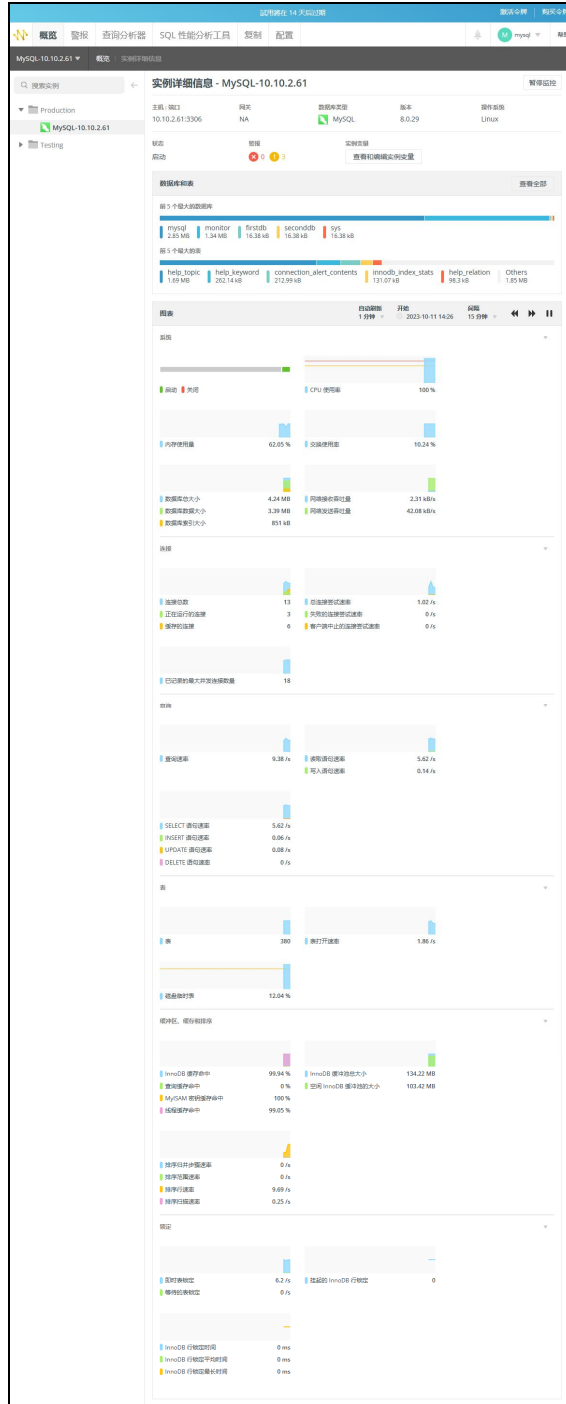 试用将在 14 天后过期 激活令牌 购买令
概览 警报 查询分析器 SQL 性能分析工具 复制 配置 M mysql 帮
MySQL-10.10.2.61 概览 实例详细信息
搜索实例
Production
MySQL-10.10.2.61
Testing
实例详细信息 - MySQL-10.10.2.61 暂停监控
主机: 端口 网关 数据库类型 版本 操作系统
10.10.2.61:3306 NA MySQL 8.0.29 Linux
状态 警报 实例变量
启动 0 3 查看和编辑实例变量
数据库和表 查看全部
前 5 个最大的数据库
mysql monitor firstdb seconddb sys
2.85 MB 1.34 MB 16.38 kB 16.38 kB 16.38 kB
前 5 个最大的表
help_topic help_keyword connection_alert_contents innodb_index_stats help_relation Others
1.69 MB 262.14 kB 212.99 kB 131.07 kB 98.3 kB 1.85 MB
图表 自动刷新 开始 间隔
1 分钟 2023-10-11 14:26 15 分钟
系统
启动 关闭 CPU 使用率 100 %
内存使用量 62.05 % 交换使用率 10.24 %
数据库总大小 4.24 MB 网络接收吞吐量 2.31 kB/s
数据库数据大小 3.39 MB 网络发送吞吐量 42.08 kB/s
数据库索引大小 851 kB
连接
连接总数 13 总连接尝试速率 1.02 /s
正在运行的连接 3 失败的连接尝试速率 0 /s
缓存的连接 6 客户端中止的连接尝试速率 0 /s
已记录的最大并发连接数量 18
查询
查询速率 9.38 /s 读取语句速率 5.62 /s
写入语句速率 0.14 /s
SELECT 语句速率 5.62 /s
INSERT 语句速率 0.06 /s
UPDATE 语句速率 0.08 /s
DELETE 语句速率 0 /s
表
表 380 表打开速率 1.86 /s
磁盘临时表 12.04 %
缓冲区、缓存和排序
InnoDB 缓存命中 99.94 % InnoDB 缓冲池总大小 134.22 MB
查询缓存命中 0 % 空闲 InnoDB 缓冲池的大小 103.42 MB
MyISAM 密钥缓存命中 100 %
线程缓存命中 99.05 %
排序归并步骤速率 0 /s
排序范围速率 0 /s
排序行速率 9.69 /s
排序扫描速率 0.25 /s
锁定
即时表锁定 6.2 /s 挂起的 InnoDB 行锁定 0
等待的表锁定 0 /s
InnoDB 行锁定时间 0 ms
InnoDB 行锁定平均时间 0 ms
InnoDB 行锁定最长时间 0 ms